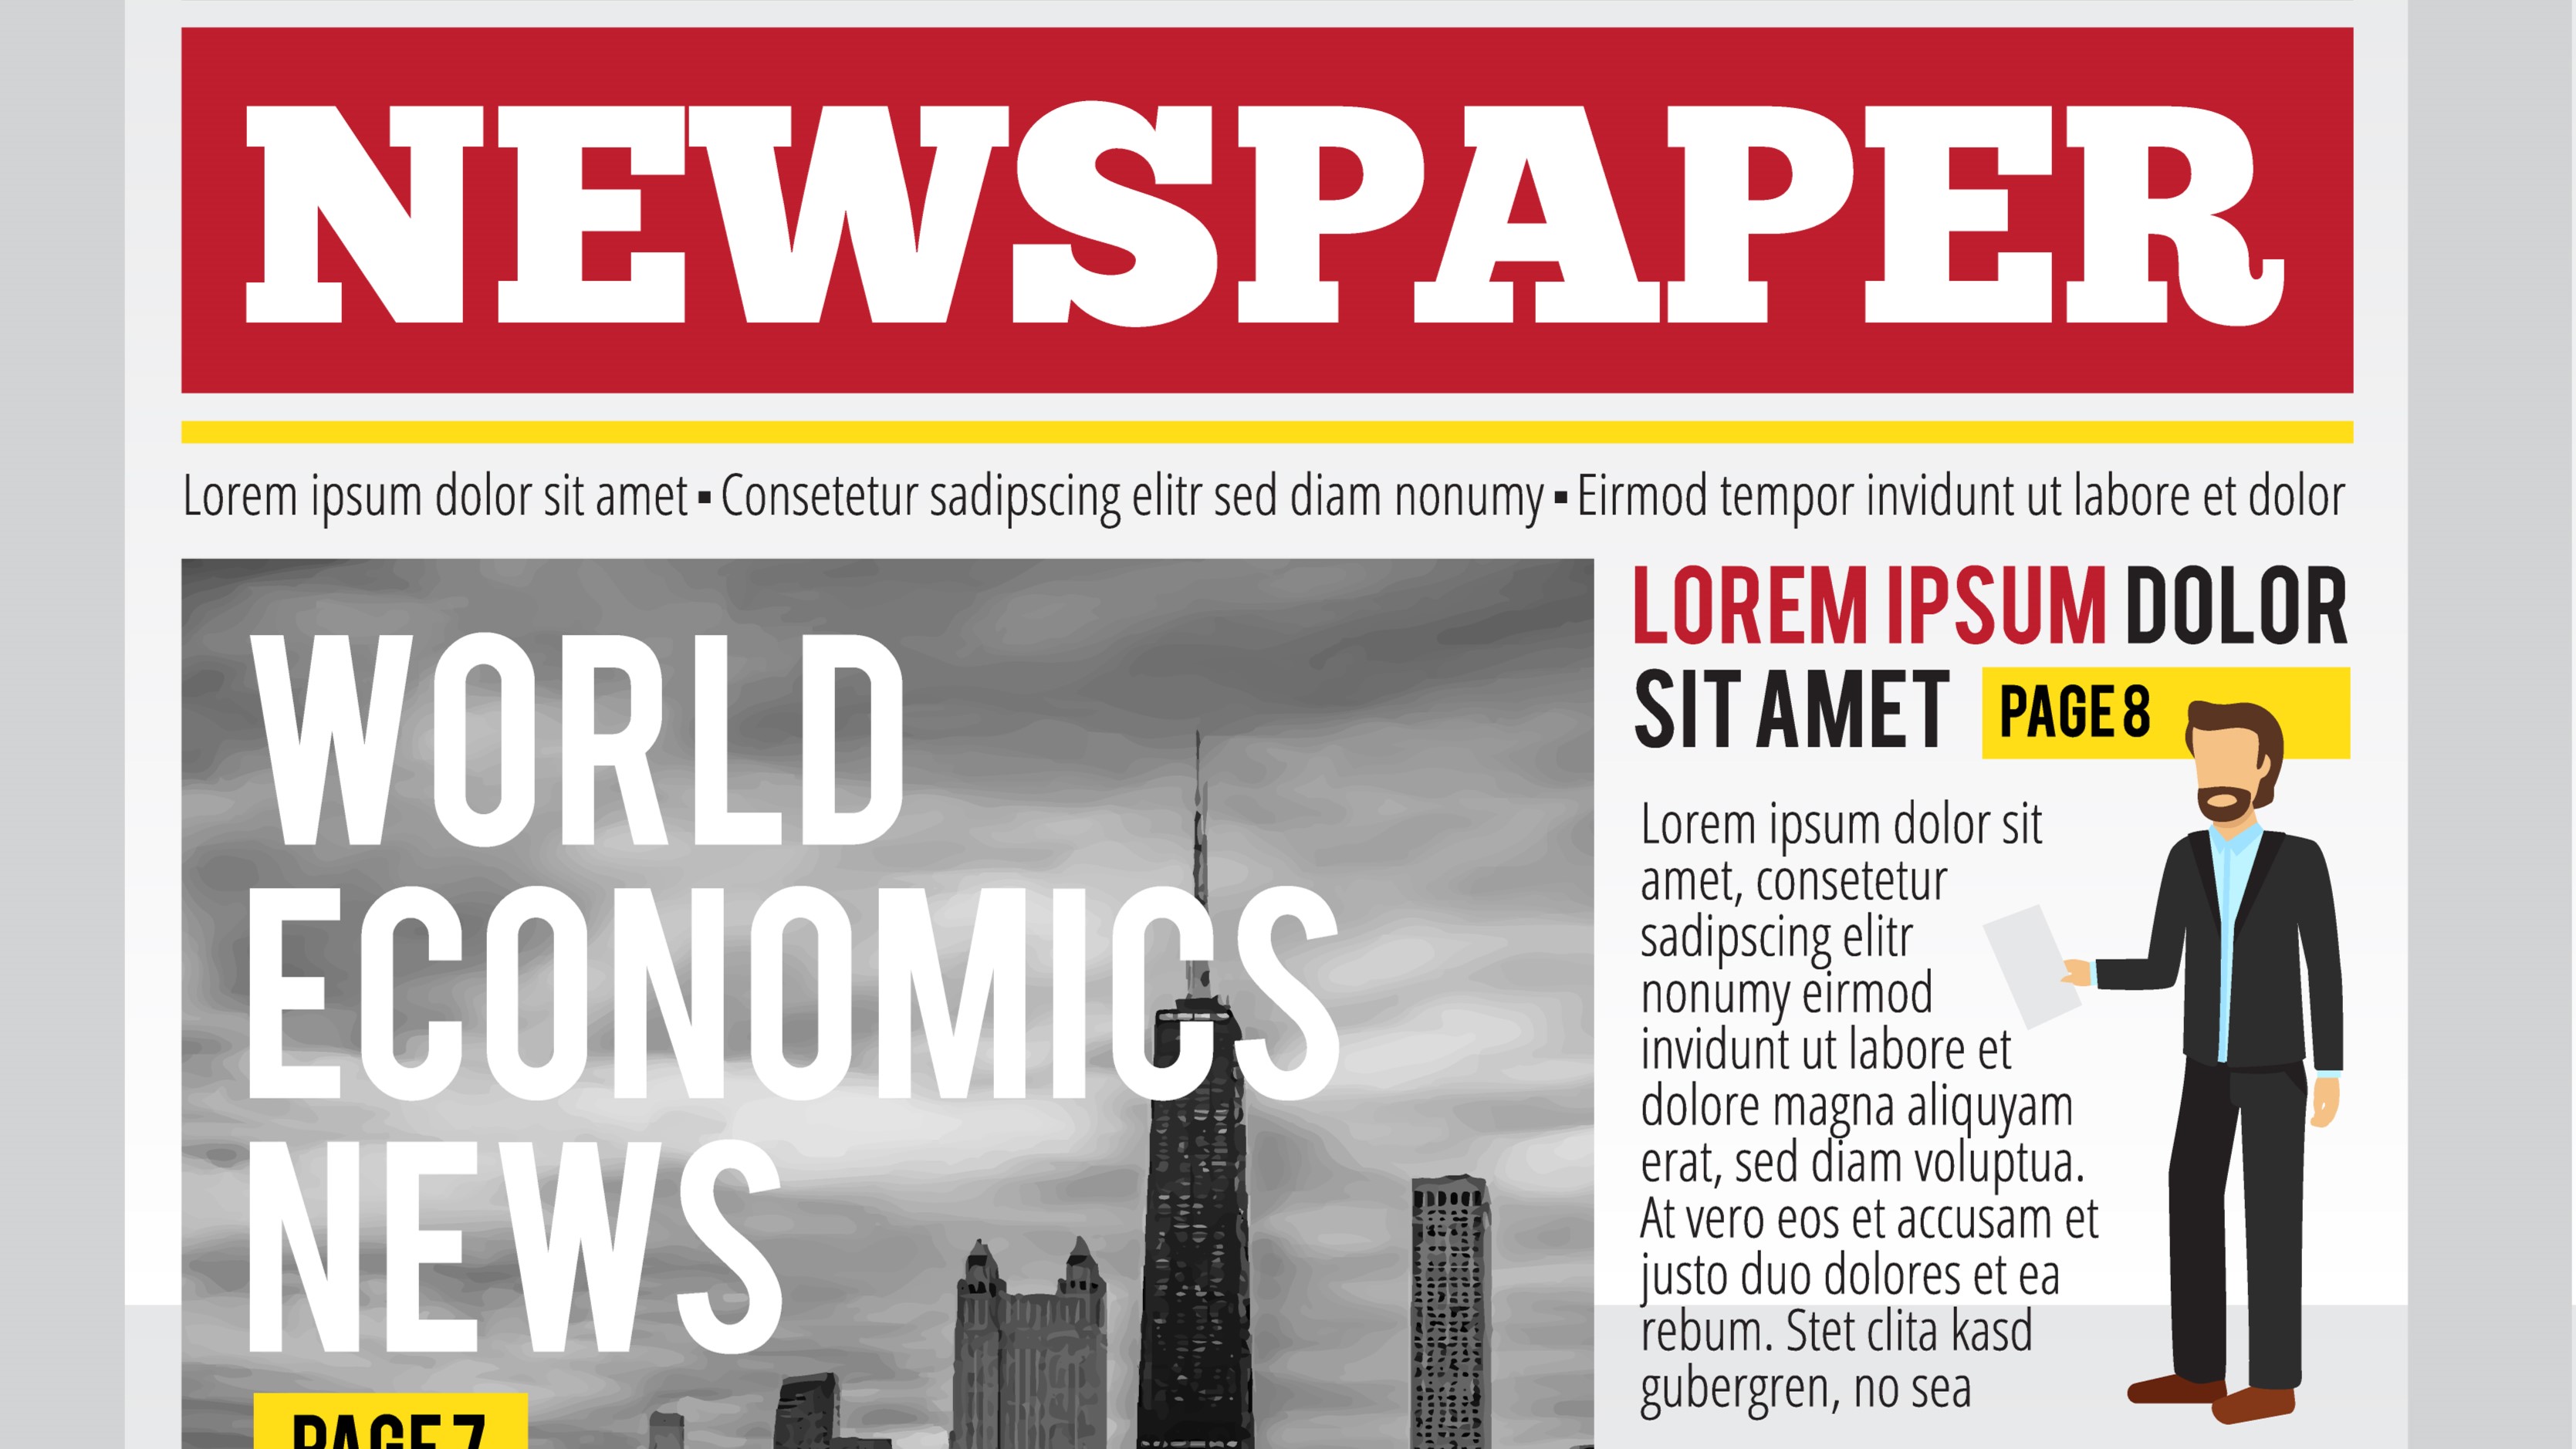 NEWSPAPER
Lorem ipsum dolor sit amet ▪ Consetetur sadipscing elitr sed diam nonumy ▪ Eirmod tempor invidunt ut labore et dolor
WORLD
ECONOMICS
NEWS
PAGE 7
LOREM IPSUM DOLOR
SIT AMET PAGE 8
Lorem ipsum dolor sit
amet, consetetur
sadipscing elitr
nonumy eirmod
invidunt ut labore et
dolore magna aliquyam
erat, sed diam voluptua.
At vero eos et accusam et
justo duo dolores et ea
rebum. Stet clita kasd
gubergren, no sea